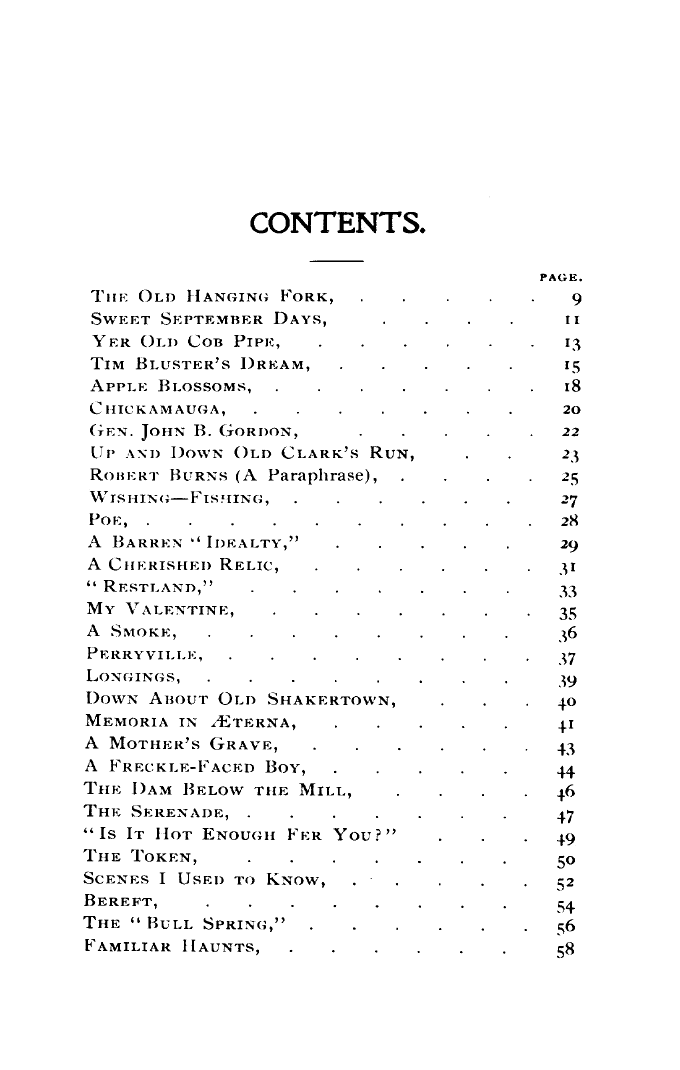 CONTENTS.
PAGE.
The Old Hanging Fork, . . . . . 9
Sweet September Days, . . . . 11
Yer Old Cob Pipe, . . . . . . 13
Tim Bluster's Dream, . . . . . 15
Apple Blossoms, . . . . . . . 18
Chickamauga, . . . . . . . 20
Gen. John B. Gordon, . . . . . 22
Up and Down Old Clark's Run, . . 23
Robert Burns (A Paraphrase), . . . . 25
Wishing—Fishing, . . . . . . 27
Poe, . . . . . . . . . . 28
A Barren "Idealty," . . . . . 29
A Cherished Relic, . . . . . . 31
"Restland," . . . . . . . 33
My Valentine, . . . . . . . 35
A Smoke, . . . . . . . . 36
Perryville, . . . . . . . . 37
Longings, . . . . . . . . 39
Down About Old Shakertown, . . . 40
Memoria in Æterna, . . . . . 41
A Mother's Grave, . . . . . . 43
A Freckle-Faced Boy, . . . . . 44
The Dam Below the Mill, . . . . 46
The Serenade, . . . . . . . 47
"Is It Hot Enough Fer You?" . . . 49
The Token, . . . . . . . 50
Scenes I Used to Know, . . . . . 52
Bereft, . . . . . . . . 54
The "Bull Spring," . . . . . . 56
Familiar Haunts, . . . . . . 58